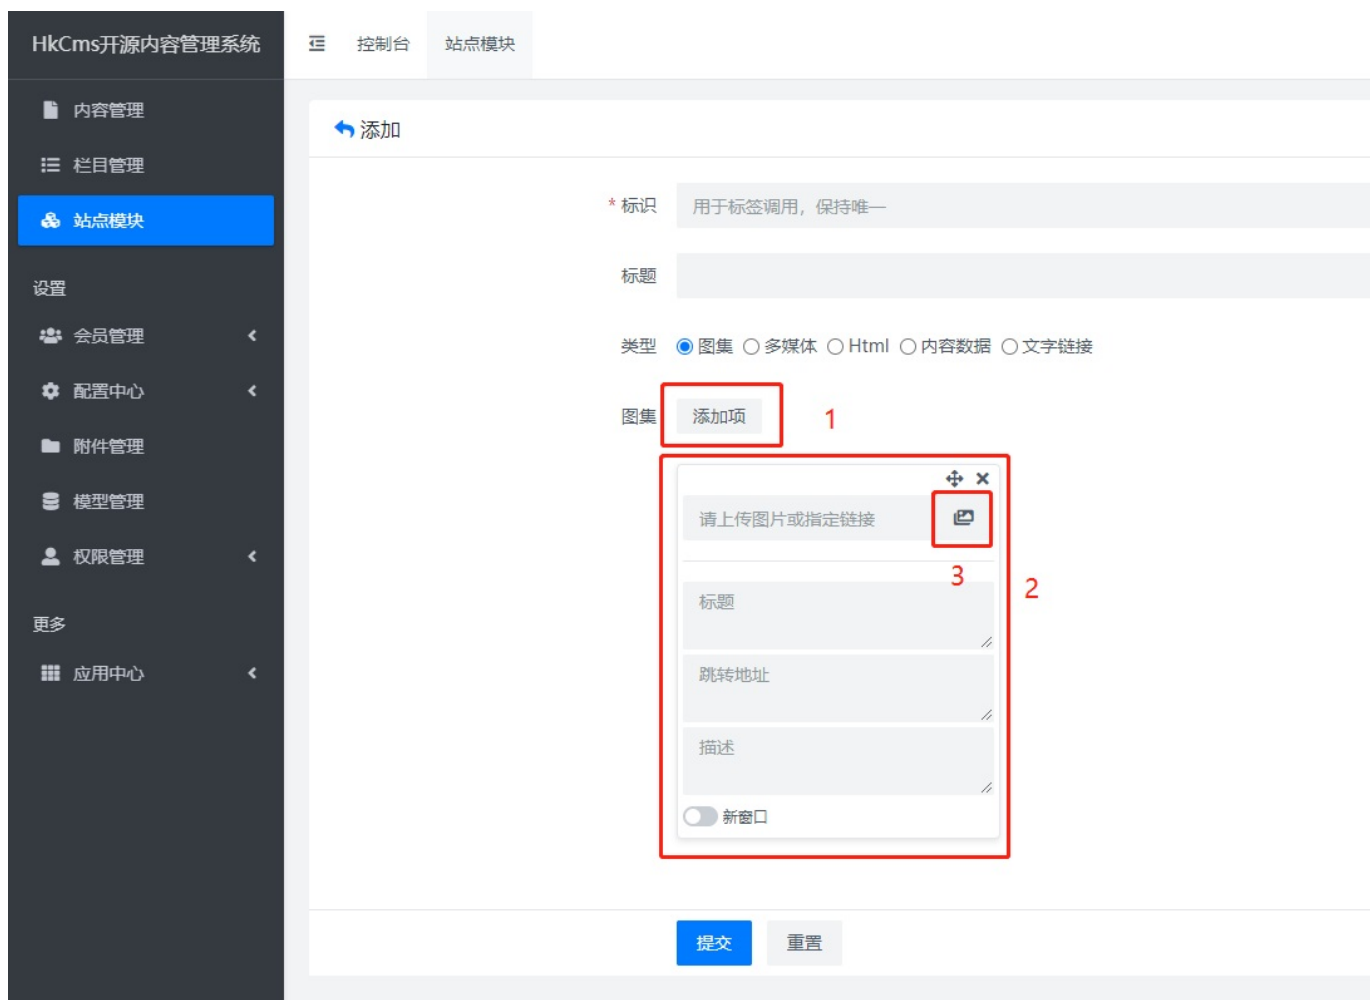 HkCms开源内容管理系统
控制台
站点模块
内容管理
栏目管理
站点模块
设置
会员管理
配置中心
附件管理
模型管理
权限管理
更多
应用中心
添加
* 标识
用于标签调用，保持唯一
标题
类型 图集 多媒体 Html 内容数据 文字链接
图集 添加项 1
请上传图片或指定链接
3
2
标题
跳转地址
描述
新窗口
提交 重置